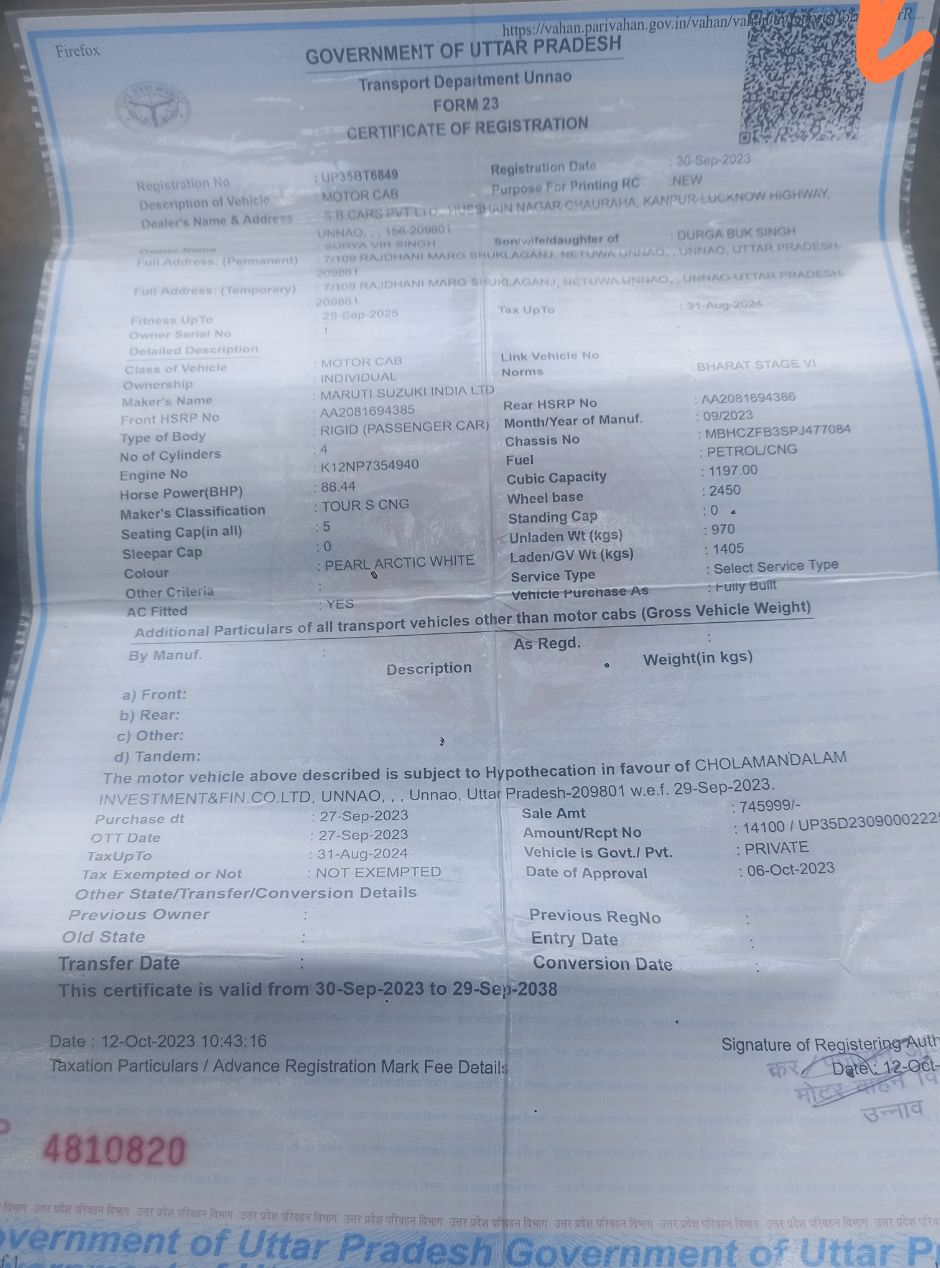 Firefox
https://vahan.parivahan.gov.in/vahan/
GOVERNMENT OF UTTAR PRADESH
Transport Department Unnao
FORM 23
CERTIFICATE OF REGISTRATION
Registration No : UP35BT6849 Registration Date : 30-Sep-2023
Description of Vehicle : MOTOR CAB Purpose For Printing RC :NEW
Dealer's Name & Address : S.B.CARS PVT LTD, HUSSHAIN NAGAR CHAURAHA, KANPUR-LUCKNOW HIGHWAY,
UNNAO, , , 156-209801
Owner Name : SURYA VIR SINGH Son/wife/daughter of : DURGA BUK SINGH
Full Address: (Permanent) : 7/109 RAJDHANI MARG SHUKLAGANJ, NETUWA UNNAO, , UNNAO, UTTAR PRADESH-
209861
Full Address: (Temporary) : 7/109 RAJDHANI MARG SHUKLAGANJ, NETUWA UNNAO, , UNNAO-UTTAR PRADESH-
209861
Fitness UpTo : 29-Sep-2025 Tax UpTo : 31-Aug-2024
Owner Serial No : 1
Detailed Description
Class of Vehicle : MOTOR CAB Link Vehicle No :
Ownership : INDIVIDUAL Norms : BHARAT STAGE VI
Maker's Name : MARUTI SUZUKI INDIA LTD
Front HSRP No : AA2081694385 Rear HSRP No : AA2081694386
Type of Body : RIGID (PASSENGER CAR) Month/Year of Manuf. : 09/2023
No of Cylinders : 4 Chassis No : MBHCZFB3SPJ477084
Engine No : K12NP7354940 Fuel : PETROL/CNG
Horse Power(BHP) : 88.44 Cubic Capacity : 1197.00
Maker's Classification : TOUR S CNG Wheel base : 2450
Seating Cap(in all) : 5 Standing Cap : 0
Sleepar Cap : 0 Unladen Wt (kgs) : 970
Colour : PEARL ARCTIC WHITE Laden/GV Wt (kgs) : 1405
Other Criteria : Service Type : Select Service Type
AC Fitted : YES Vehicle Purchase As : Fully Built
Additional Particulars of all transport vehicles other than motor cabs (Gross Vehicle Weight)
By Manuf. : As Regd. :
Description Weight(in kgs)
a) Front:
b) Rear:
c) Other:
d) Tandem:
The motor vehicle above described is subject to Hypothecation in favour of CHOLAMANDALAM
INVESTMENT&FIN.CO.LTD, UNNAO, , , Unnao, Uttar Pradesh-209801 w.e.f. 29-Sep-2023.
Purchase dt : 27-Sep-2023 Sale Amt : 745999/-
OTT Date : 27-Sep-2023 Amount/Rcpt No : 14100 / UP35D2309000222
TaxUpTo : 31-Aug-2024 Vehicle is Govt./ Pvt. : PRIVATE
Tax Exempted or Not : NOT EXEMPTED Date of Approval : 06-Oct-2023
Other State/Transfer/Conversion Details
Previous Owner : Previous RegNo :
Old State : Entry Date :
Transfer Date : Conversion Date :
This certificate is valid from 30-Sep-2023 to 29-Sep-2038
Date : 12-Oct-2023 10:43:16 Signature of Registering Auth
Taxation Particulars / Advance Registration Mark Fee Details Date : 12-Oct-
कर
मोटर वाहन
उन्नाव
4810820
विभाग उत्तर प्रदेश परिवहन विभाग उत्तर प्रदेश परिवहन विभाग उत्तर प्रदेश परिवहन विभाग उत्तर प्रदेश परिवहन विभाग उत्तर प्रदेश परिवहन विभाग उत्तर प्रदेश परिवहन विभाग उत्तर प्रदेश परिवहन विभाग
vernment of Uttar Pradesh Government of Uttar P